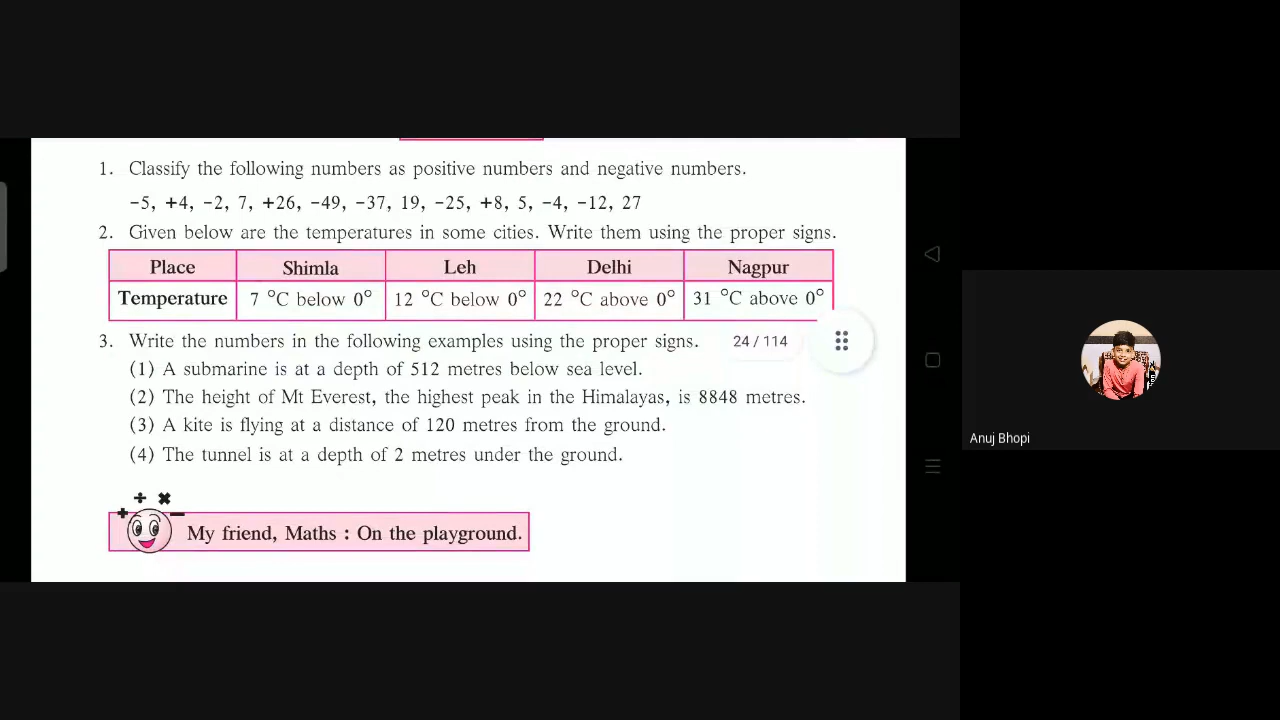 1. Classify the following numbers as positive numbers and negative numbers.
-5, +4, -2, 7, +26, -49, -37, 19, -25, +8, 5, -4, -12, 27
2. Given below are the temperatures in some cities. Write them using the proper signs.
Place Shimla Leh Delhi Nagpur
Temperature 7 °C below 0° 12 °C below 0° 22 °C above 0° 31 °C above 0°
3. Write the numbers in the following examples using the proper signs.
24 / 114
(1) A submarine is at a depth of 512 metres below sea level.
(2) The height of Mt Everest, the highest peak in the Himalayas, is 8848 metres.
(3) A kite is flying at a distance of 120 metres from the ground.
(4) The tunnel is at a depth of 2 metres under the ground.
My friend, Maths : On the playground.
Anuj Bhopi